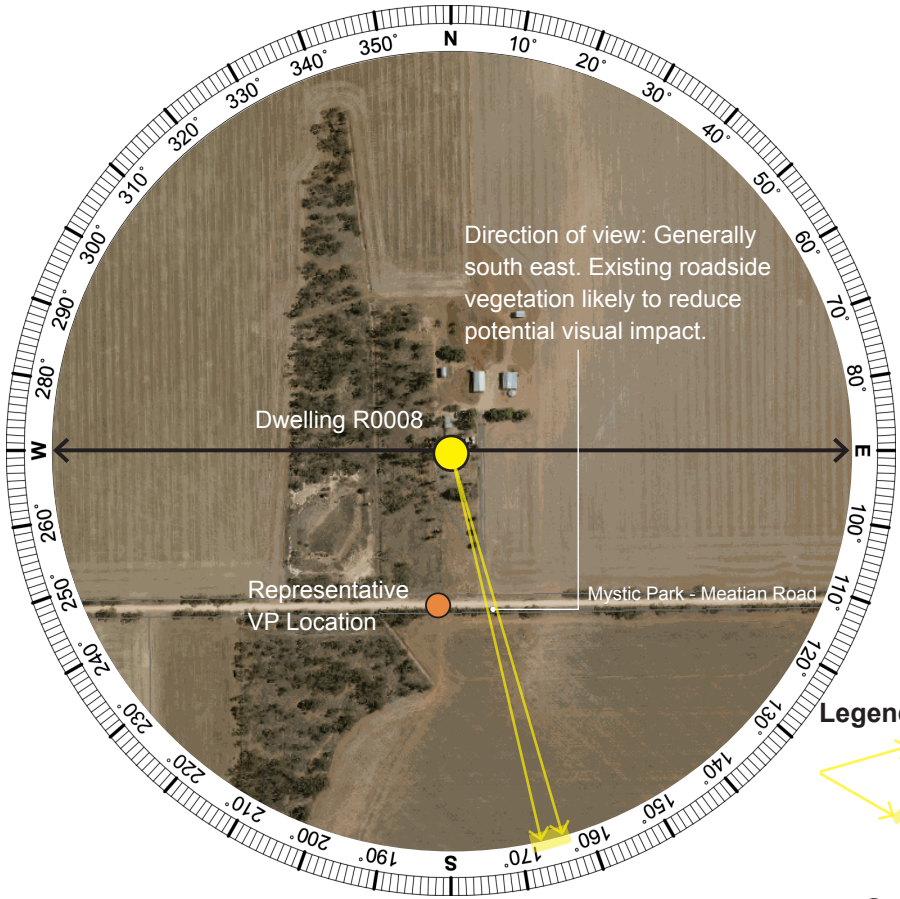 N
10°
20°
30°
40°
50°
60°
70°
80°
E
100°
110°
120°
130°
140°
150°
160°
170°
S
190°
200°
210°
220°
230°
240°
250°
260°
W
280°
290°
300°
310°
320°
330°
340°
350°
Direction of view: Generally
south east. Existing roadside
vegetation likely to reduce
potential visual impact.
Dwelling R0008
Representative
VP Location
Mystic Park - Meatian Road
Legen